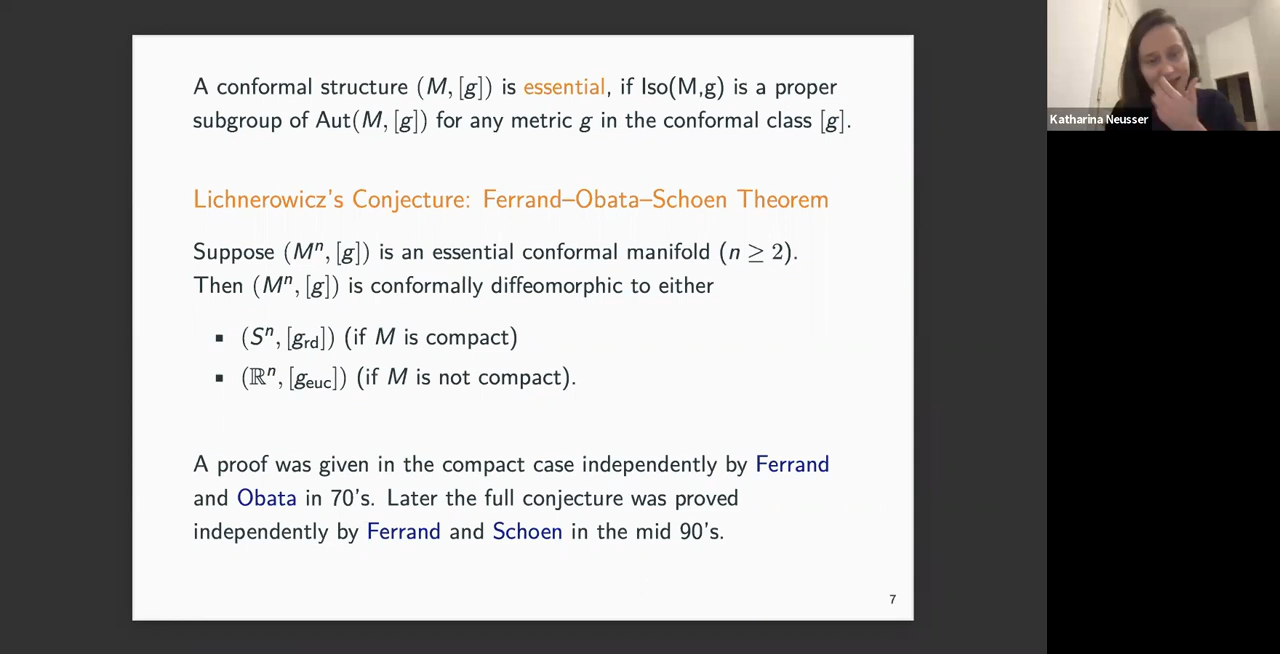 A conformal structure (M, [g]) is essential, if Iso(M,g) is a proper
subgroup of Aut(M, [g]) for any metric g in the conformal class [g].
Lichnerowicz's Conjecture: Ferrand–Obata–Schoen Theorem
Suppose (Mⁿ, [g]) is an essential conformal manifold (n ≥ 2).
Then (Mⁿ, [g]) is conformally diffeomorphic to either
▪ (Sⁿ, [g_rd]) (if M is compact)
▪ (ℝⁿ, [g_euc]) (if M is not compact).
A proof was given in the compact case independently by Ferrand
and Obata in 70's. Later the full conjecture was proved
independently by Ferrand and Schoen in the mid 90's.
7
Katharina Neusser